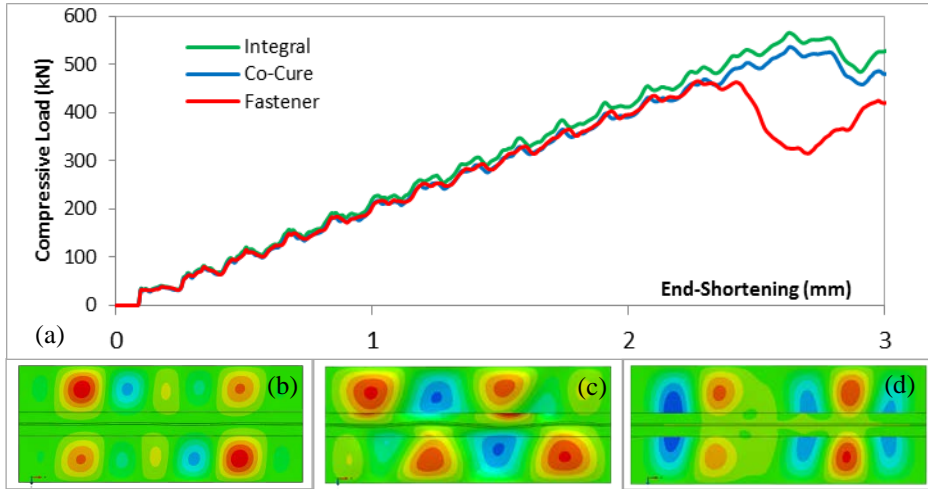 600
500
400
300
200
100
0
Compressive Load (kN)
Integral
Co-Cure
Fastener
End-Shortening (mm)
(a)
0 1 2 3
(b)
(c)
(d)